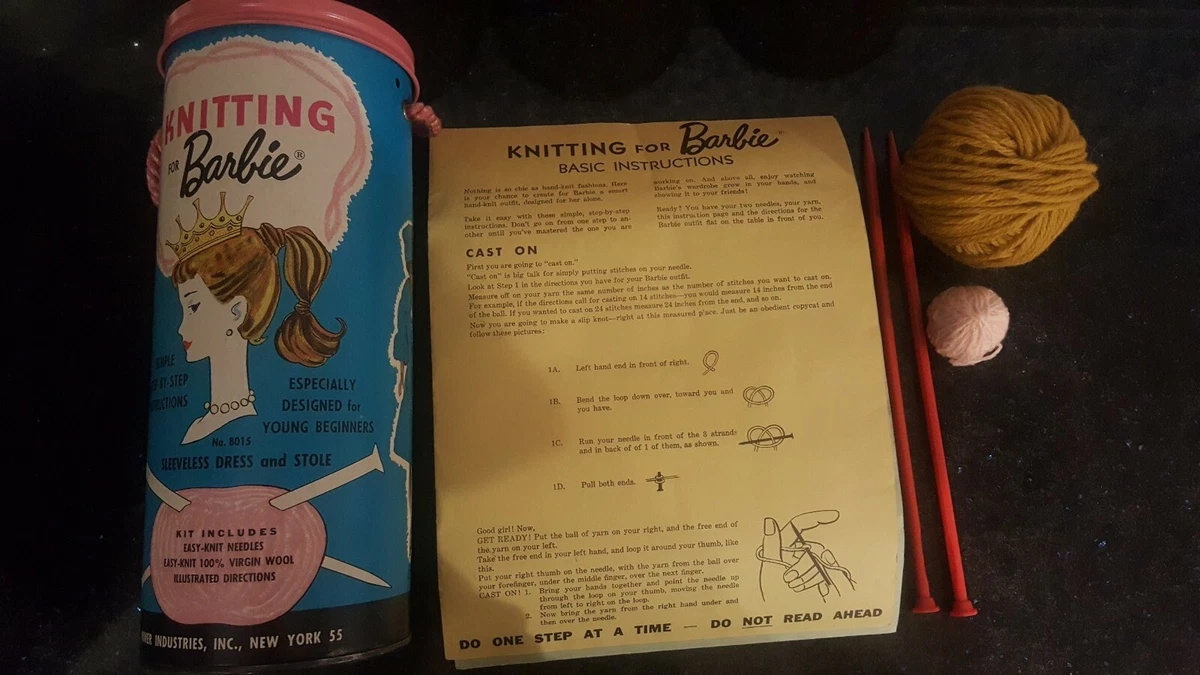 KNITTING
FOR Barbie®
SIMPLE
STEP-BY-STEP
INSTRUCTIONS
ESPECIALLY
DESIGNED for
YOUNG BEGINNERS
No. 8015
SLEEVELESS DRESS and STOLE
KIT INCLUDES
EASY-KNIT NEEDLES
EASY-KNIT 100% VIRGIN WOOL
ILLUSTRATED DIRECTIONS
INDUSTRIES, INC., NEW YORK 55
KNITTING FOR Barbie
BASIC INSTRUCTIONS
Nothing is so chic as hand-knit fashions. Here
is your chance to create for Barbie a smart
hand-knit outfit, designed for her alone.
Take it easy with these simple, step-by-step
instructions. Don't go on from one step to an-
other until you've mastered the one you are
working on. And above all, enjoy watching
Barbie's wardrobe grow in your hands, and
showing it to your friends!
Ready? You have your two needles, your yarn,
this instruction page and the directions for the
Barbie outfit flat on the table in front of you.
CAST ON
First you are going to "cast on."
"Cast on" is big talk for simply putting stitches on your needle.
Look at Step 1 in the directions you have for your Barbie outfit.
Measure off on your yarn the same number of inches as the number of stitches you want to cast on.
For example, if the directions call for casting on 14 stitches—you would measure 14 inches from the end
of the ball. If you wanted to cast on 24 stitches measure 24 inches from the end, and so on.
Now you are going to make a slip knot—right at this measured place. Just be an obedient copycat and
follow these pictures:
1A. Left hand end in front of right.
1B. Bend the loop down over, toward you and
you have.
1C. Run your needle in front of the 3 strands
and in back of of 1 of them, as shown.
1D. Pull both ends.
Good girl! Now,
GET READY! Put the ball of yarn on your right, and the free end of
the yarn on your left.
Take the free end in your left hand, and loop it around your thumb, like
this.
Put your right thumb on the needle, with the yarn from the ball over
your forefinger, under the middle finger, over the next finger.
CAST ON! 1. Bring your hands together and point the needle up
through the loop on your thumb, moving the needle
from left to right on the loop.
2. Now bring the yarn from the right hand under and
then over the needle.
DO ONE STEP AT A TIME — DO NOT READ AHEAD